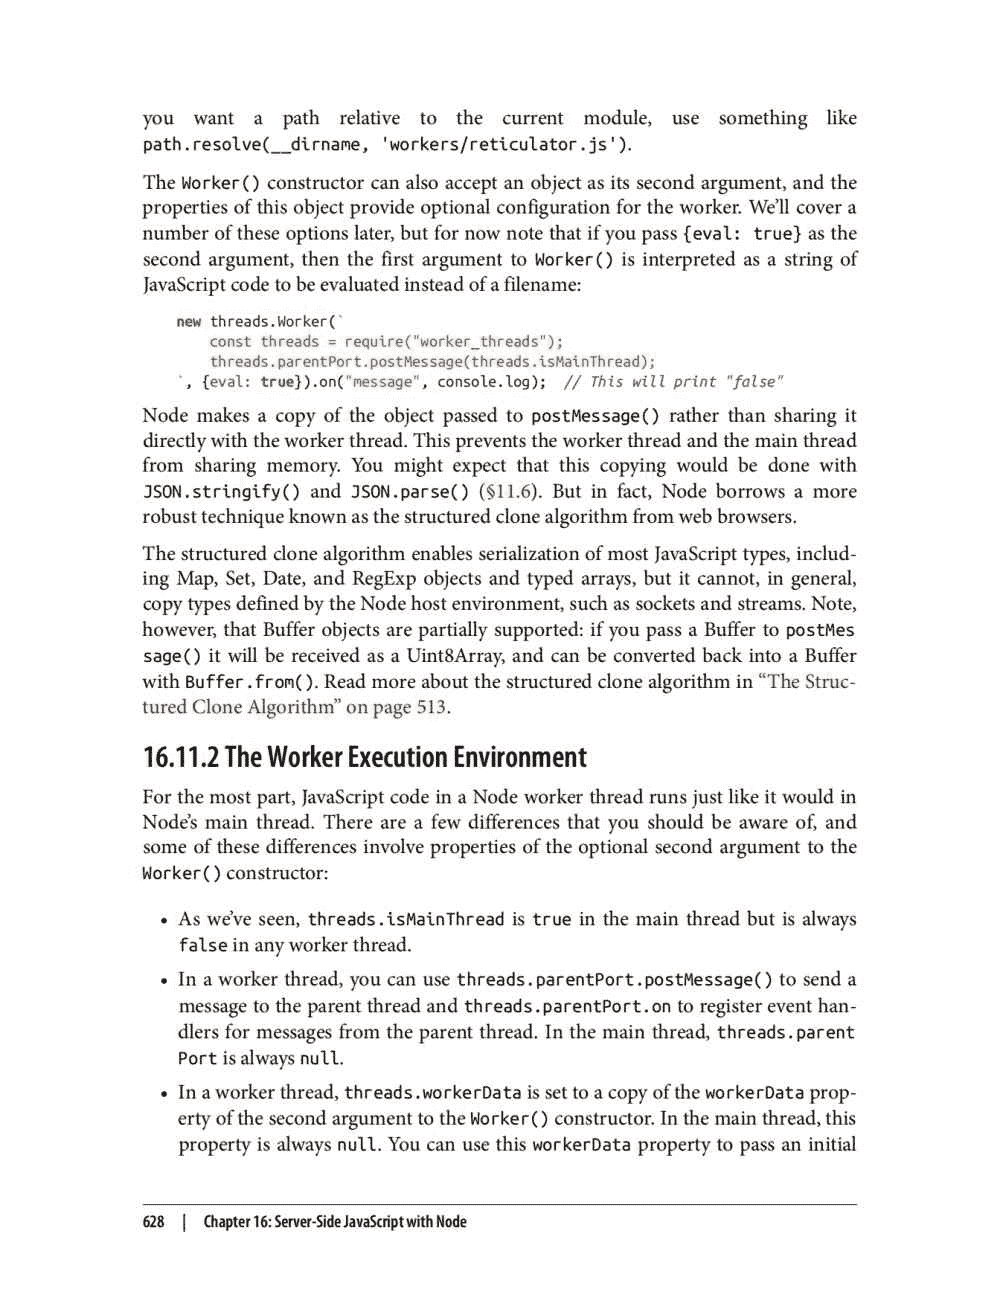 you want a path relative to the current module, use something like
path.resolve(__dirname, 'workers/reticulator.js').
The Worker() constructor can also accept an object as its second argument, and the
properties of this object provide optional configuration for the worker. We’ll cover a
number of these options later, but for now note that if you pass {eval: true} as the
second argument, then the first argument to Worker() is interpreted as a string of
JavaScript code to be evaluated instead of a filename:
new threads.Worker(`
    const threads = require("worker_threads");
    threads.parentPort.postMessage(threads.isMainThread);
`, {eval: true}).on("message", console.log);  // This will print "false"
Node makes a copy of the object passed to postMessage() rather than sharing it
directly with the worker thread. This prevents the worker thread and the main thread
from sharing memory. You might expect that this copying would be done with
JSON.stringify() and JSON.parse() (§11.6). But in fact, Node borrows a more
robust technique known as the structured clone algorithm from web browsers.
The structured clone algorithm enables serialization of most JavaScript types, includ-
ing Map, Set, Date, and RegExp objects and typed arrays, but it cannot, in general,
copy types defined by the Node host environment, such as sockets and streams. Note,
however, that Buffer objects are partially supported: if you pass a Buffer to postMes
sage() it will be received as a Uint8Array, and can be converted back into a Buffer
with Buffer.from(). Read more about the structured clone algorithm in “The Struc-
tured Clone Algorithm” on page 513.
16.11.2 The Worker Execution Environment
For the most part, JavaScript code in a Node worker thread runs just like it would in
Node’s main thread. There are a few differences that you should be aware of, and
some of these differences involve properties of the optional second argument to the
Worker() constructor:
• As we’ve seen, threads.isMainThread is true in the main thread but is always
false in any worker thread.
• In a worker thread, you can use threads.parentPort.postMessage() to send a
message to the parent thread and threads.parentPort.on to register event han-
dlers for messages from the parent thread. In the main thread, threads.parent
Port is always null.
• In a worker thread, threads.workerData is set to a copy of the workerData prop-
erty of the second argument to the Worker() constructor. In the main thread, this
property is always null. You can use this workerData property to pass an initial
628 | Chapter 16: Server-Side JavaScript with Node